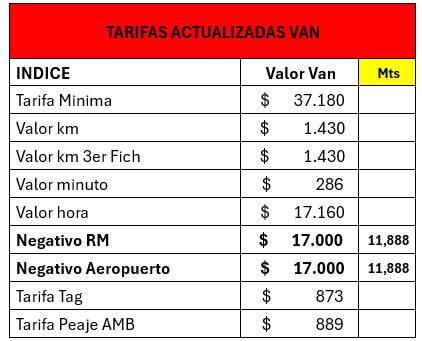 TARIFAS ACTUALIZADAS VAN
INDICE Valor Van Mts
Tarifa Minima $ 37.180
Valor km $ 1.430
Valor km 3er Fich $ 1.430
Valor minuto $ 286
Valor hora $ 17.160
Negativo RM $ 17.000 11,888
Negativo Aeropuerto $ 17.000 11,888
Tarifa Tag $ 873
Tarifa Peaje AMB $ 889